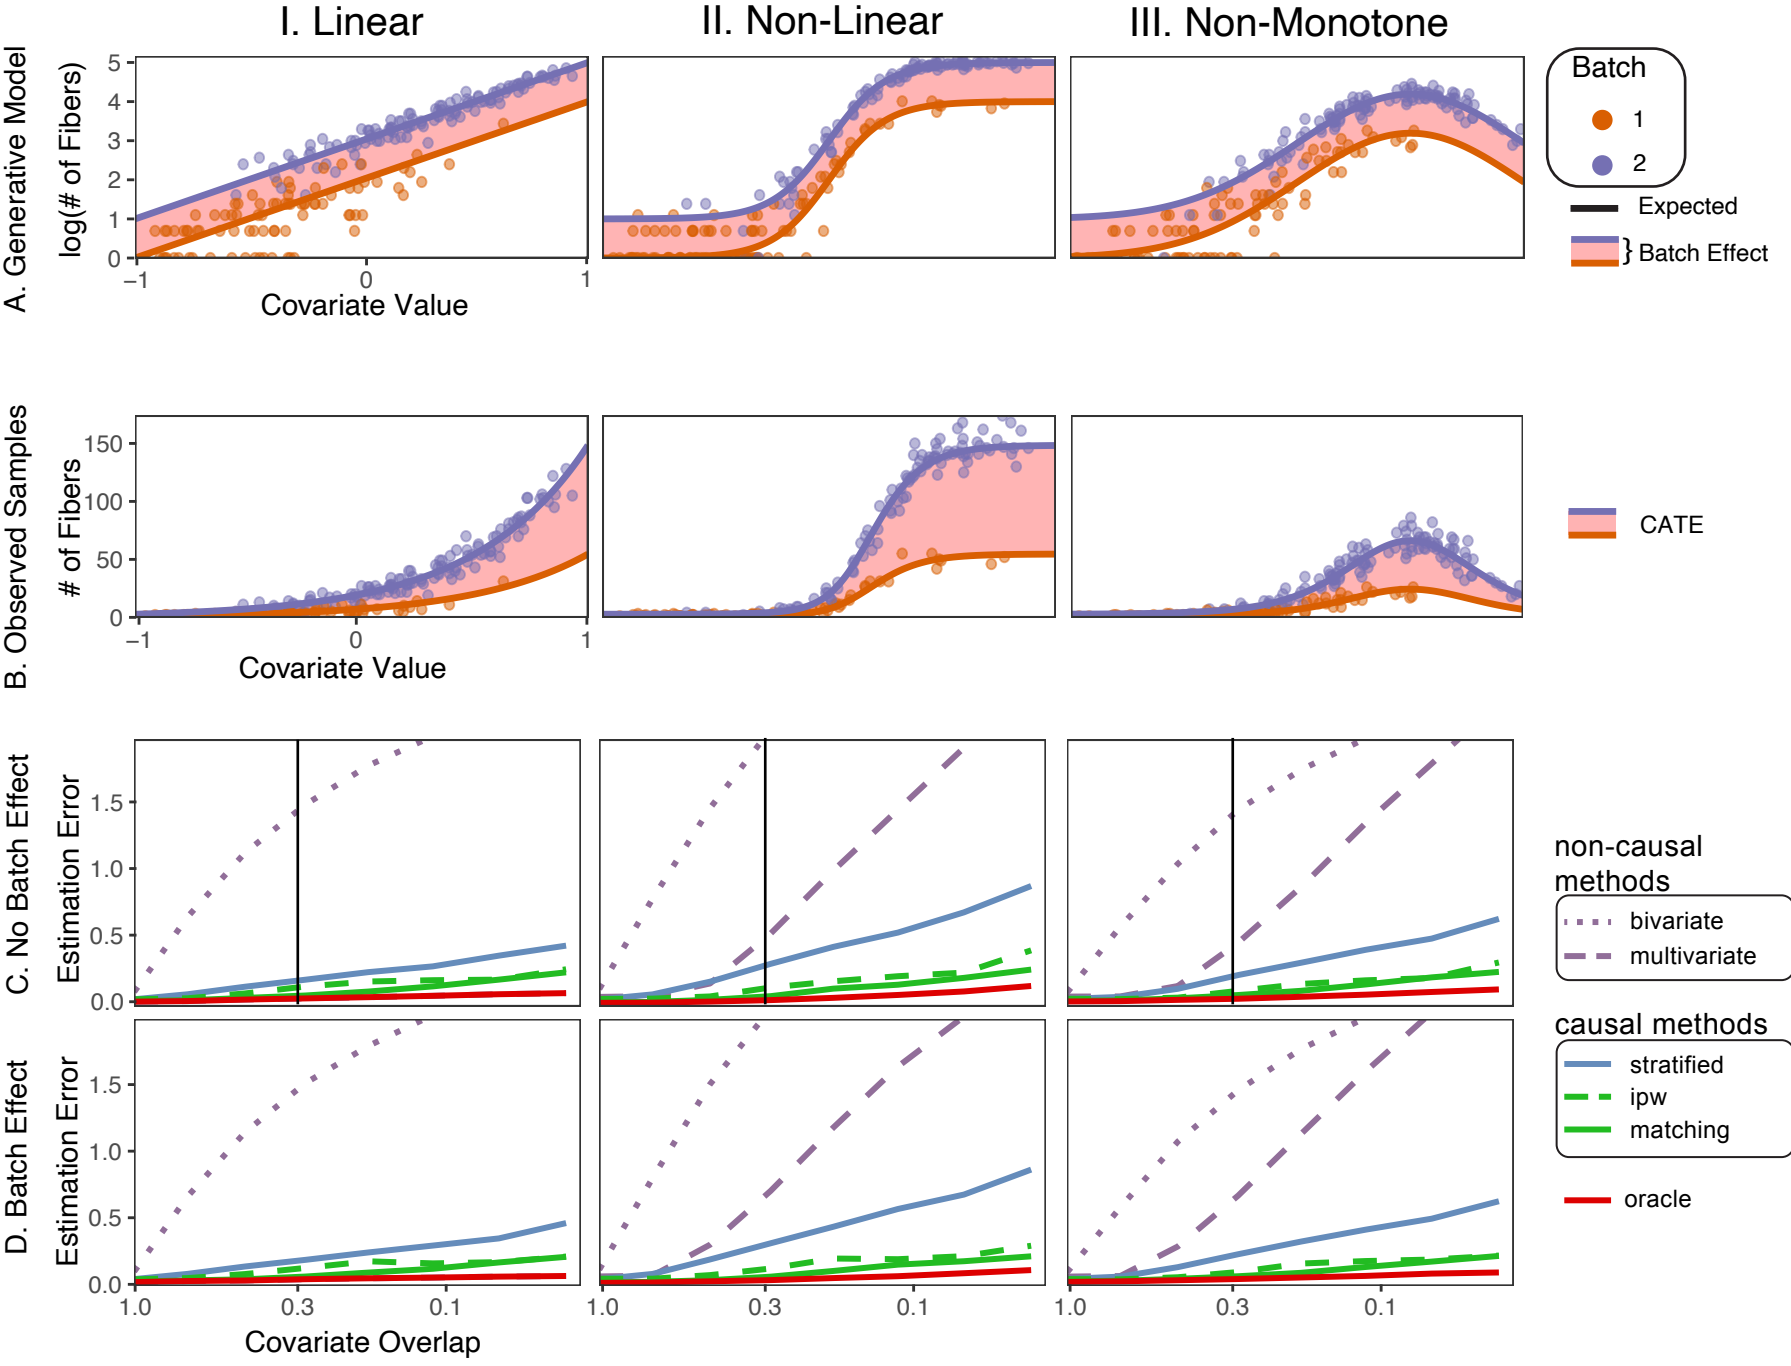 I. Linear
II. Non-Linear
III. Non-Monotone
A. Generative Model
log(# of Fibers)
5
4
3
2
1
0
−1
0
1
Covariate Value
Batch
1
2
Expected
} Batch Effect
B. Observed Samples
# of Fibers
150
100
50
0
−1
0
1
Covariate Value
CATE
C. No Batch Effect
Estimation Error
1.5
1.0
0.5
0.0
non-causal
methods
bivariate
multivariate
D. Batch Effect
Estimation Error
1.5
1.0
0.5
0.0
1.0
0.3
0.1
1.0
0.3
0.1
1.0
0.3
0.1
Covariate Overlap
causal methods
stratified
ipw
matching
oracle